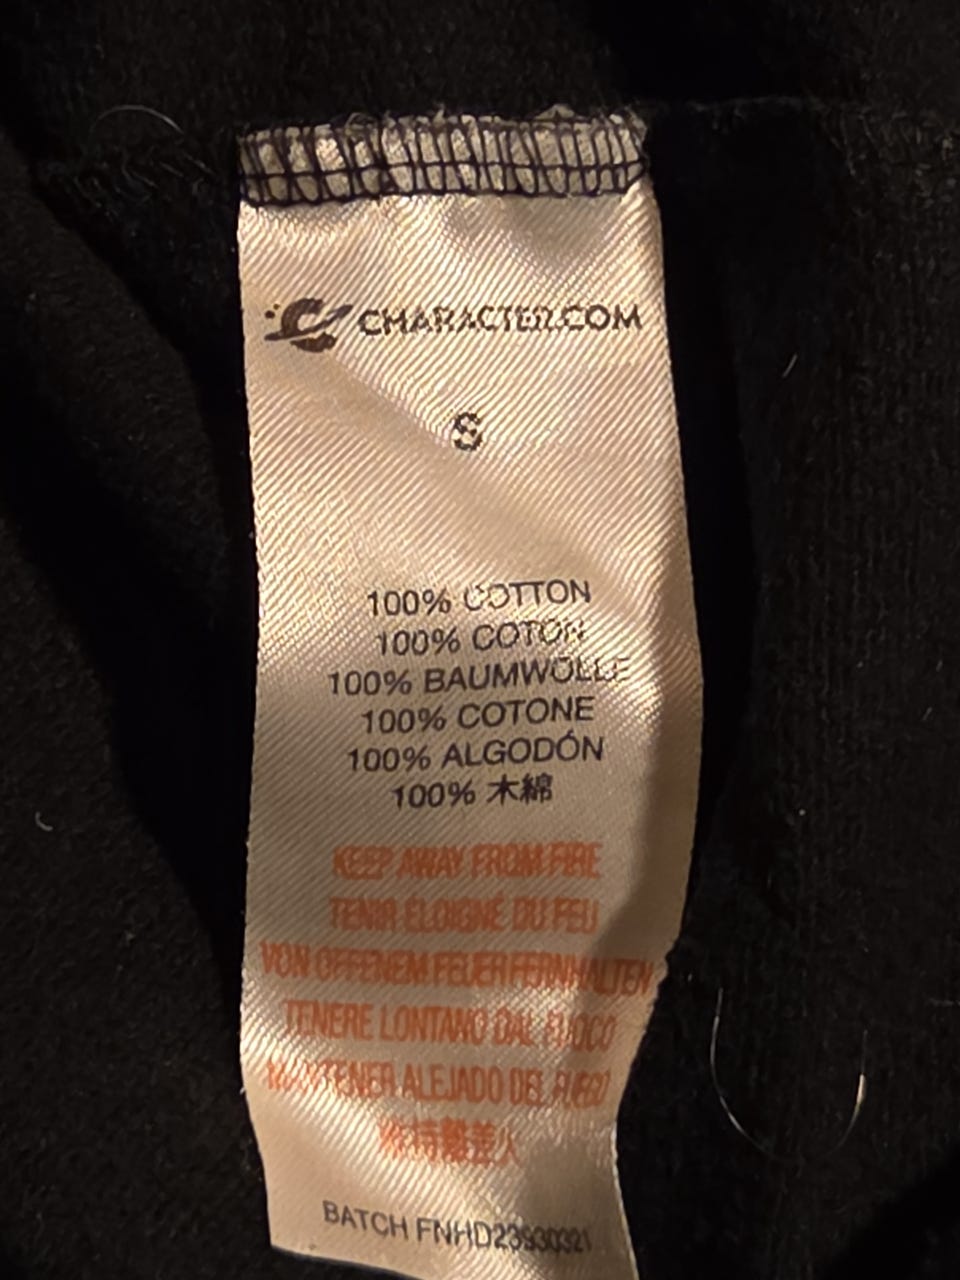 CHARACTER.COM
S
100% COTTON
100% COTON
100% BAUMWOLLE
100% COTONE
100% ALGODÓN
100% 木綿
KEEP AWAY FROM FIRE
TENIR ÉLOIGNÉ DU FEU
VON OFFENEM FEUER FERNHALTEN
TENERE LONTANO DAL FUOCO
MANTENER ALEJADO DEL FUEGO
BATCH